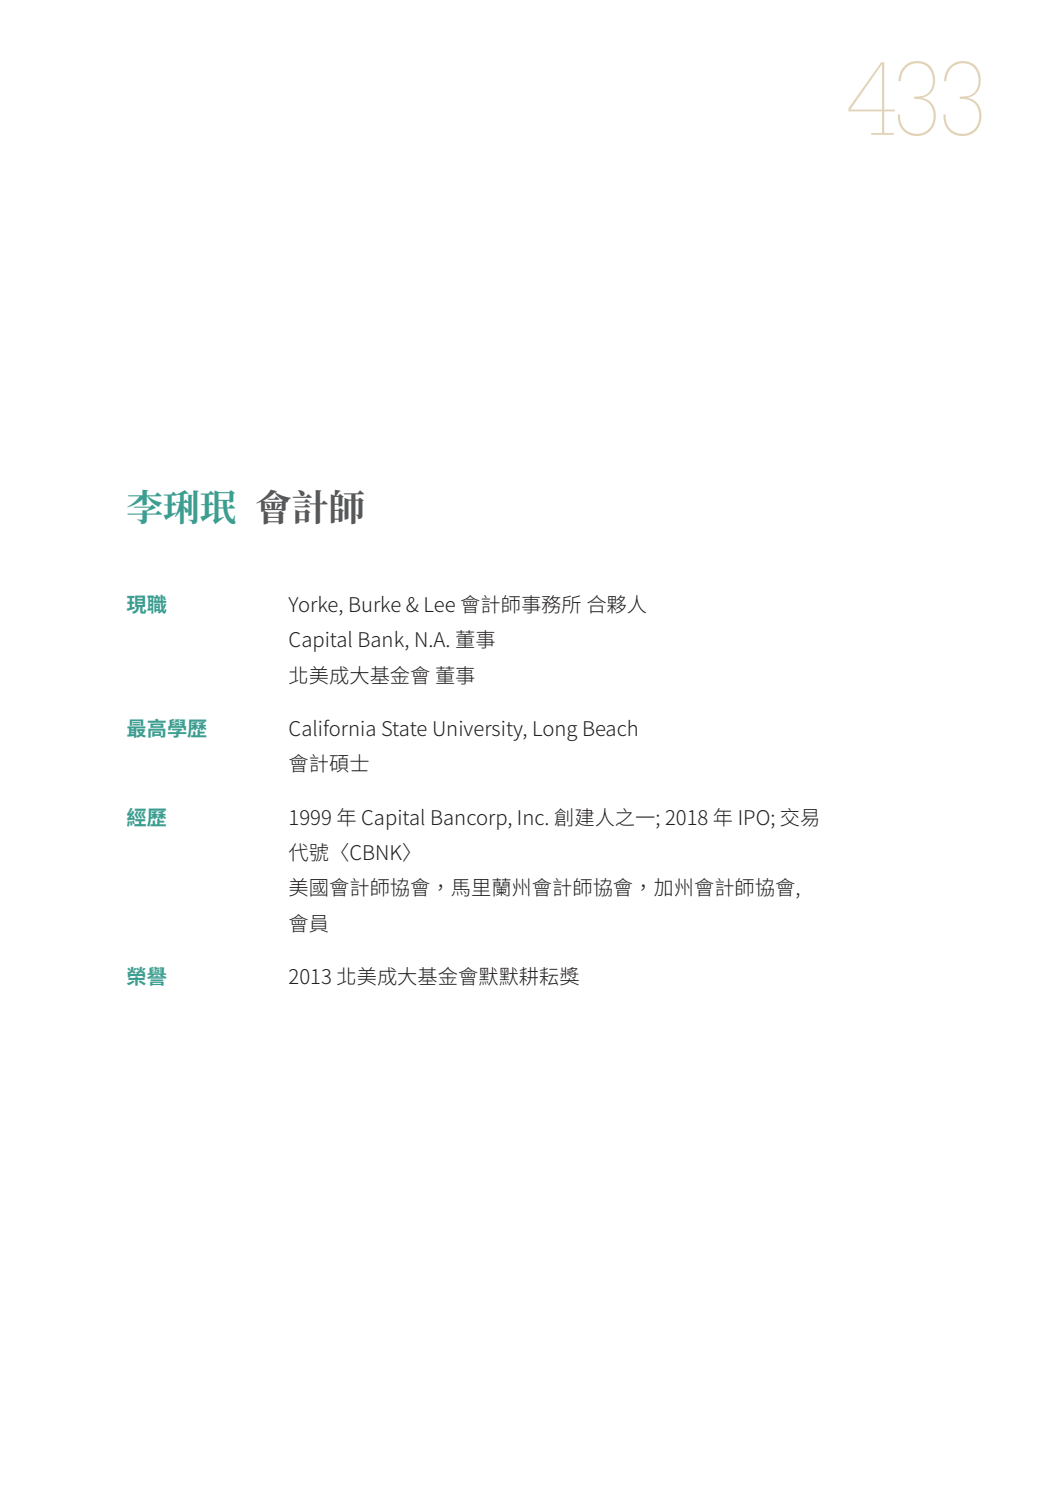 433
李琍珉 會計師
現職 Yorke, Burke & Lee 會計師事務所 合夥人
Capital Bank, N.A. 董事
北美成大基金會 董事
最高學歷 California State University, Long Beach
會計碩士
經歷 1999 年 Capital Bancorp, Inc. 創建人之一; 2018 年 IPO; 交易
代號〈CBNK〉
美國會計師協會，馬里蘭州會計師協會，加州會計師協會,
會員
榮譽 2013 北美成大基金會默默耕耘獎